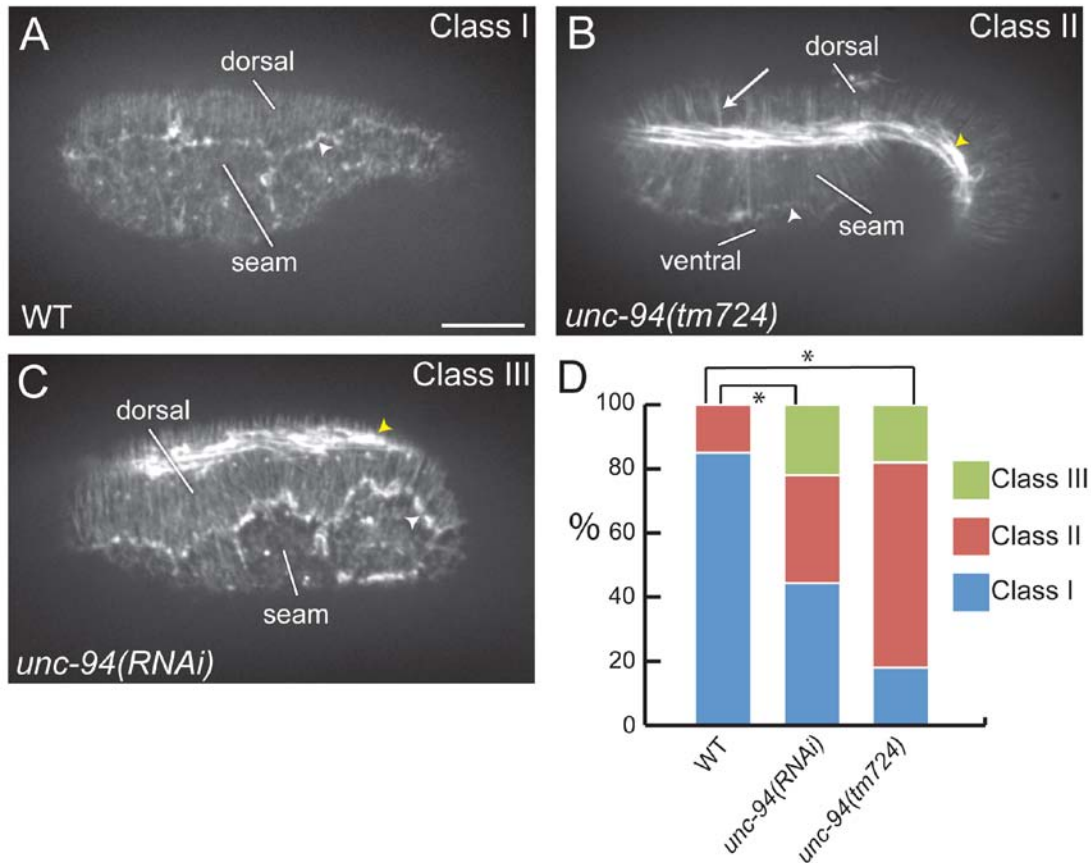 A
Class I
dorsal
seam
WT
B
Class II
dorsal
seam
ventral
unc-94(tm724)
C
Class III
dorsal
seam
unc-94(RNAi)
D
*
*
100
80
60
40
20
0
%
WT
unc-94(RNAi)
unc-94(tm724)
Class III
Class II
Class I